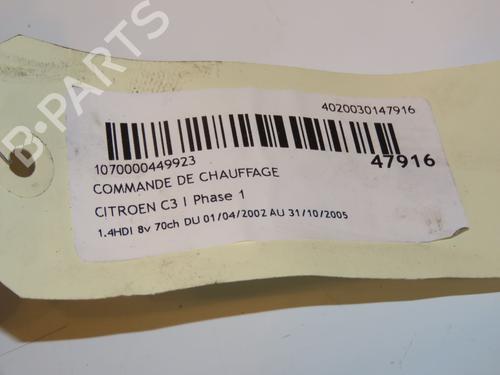 B-PARTS
4020030147916
1070000449923
47916
COMMANDE DE CHAUFFAGE
CITROEN C3 I Phase 1
1.4HDI 8v 70ch DU 01/04/2002 AU 31/10/2005